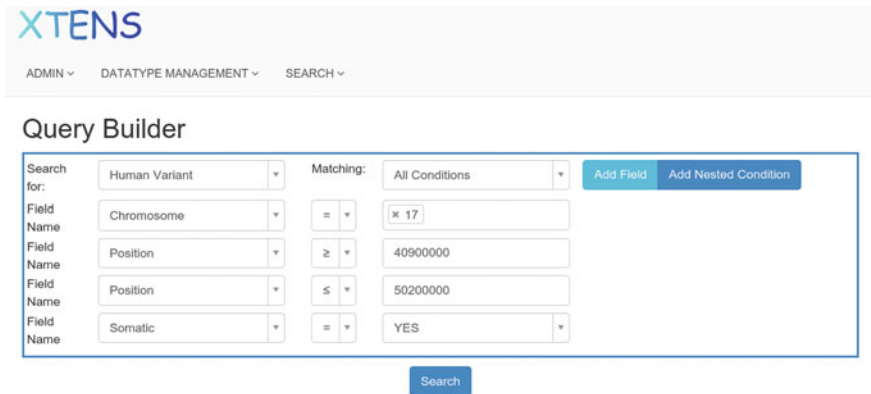 XTENS
ADMIN DATATYPE MANAGEMENT SEARCH
Query Builder
Search for: Human Variant Matching: All Conditions Add Field Add Nested Condition
Field Name Chromosome = × 17
Field Name Position ≥ 40900000
Field Name Position ≤ 50200000
Field Name Somatic = YES
Search